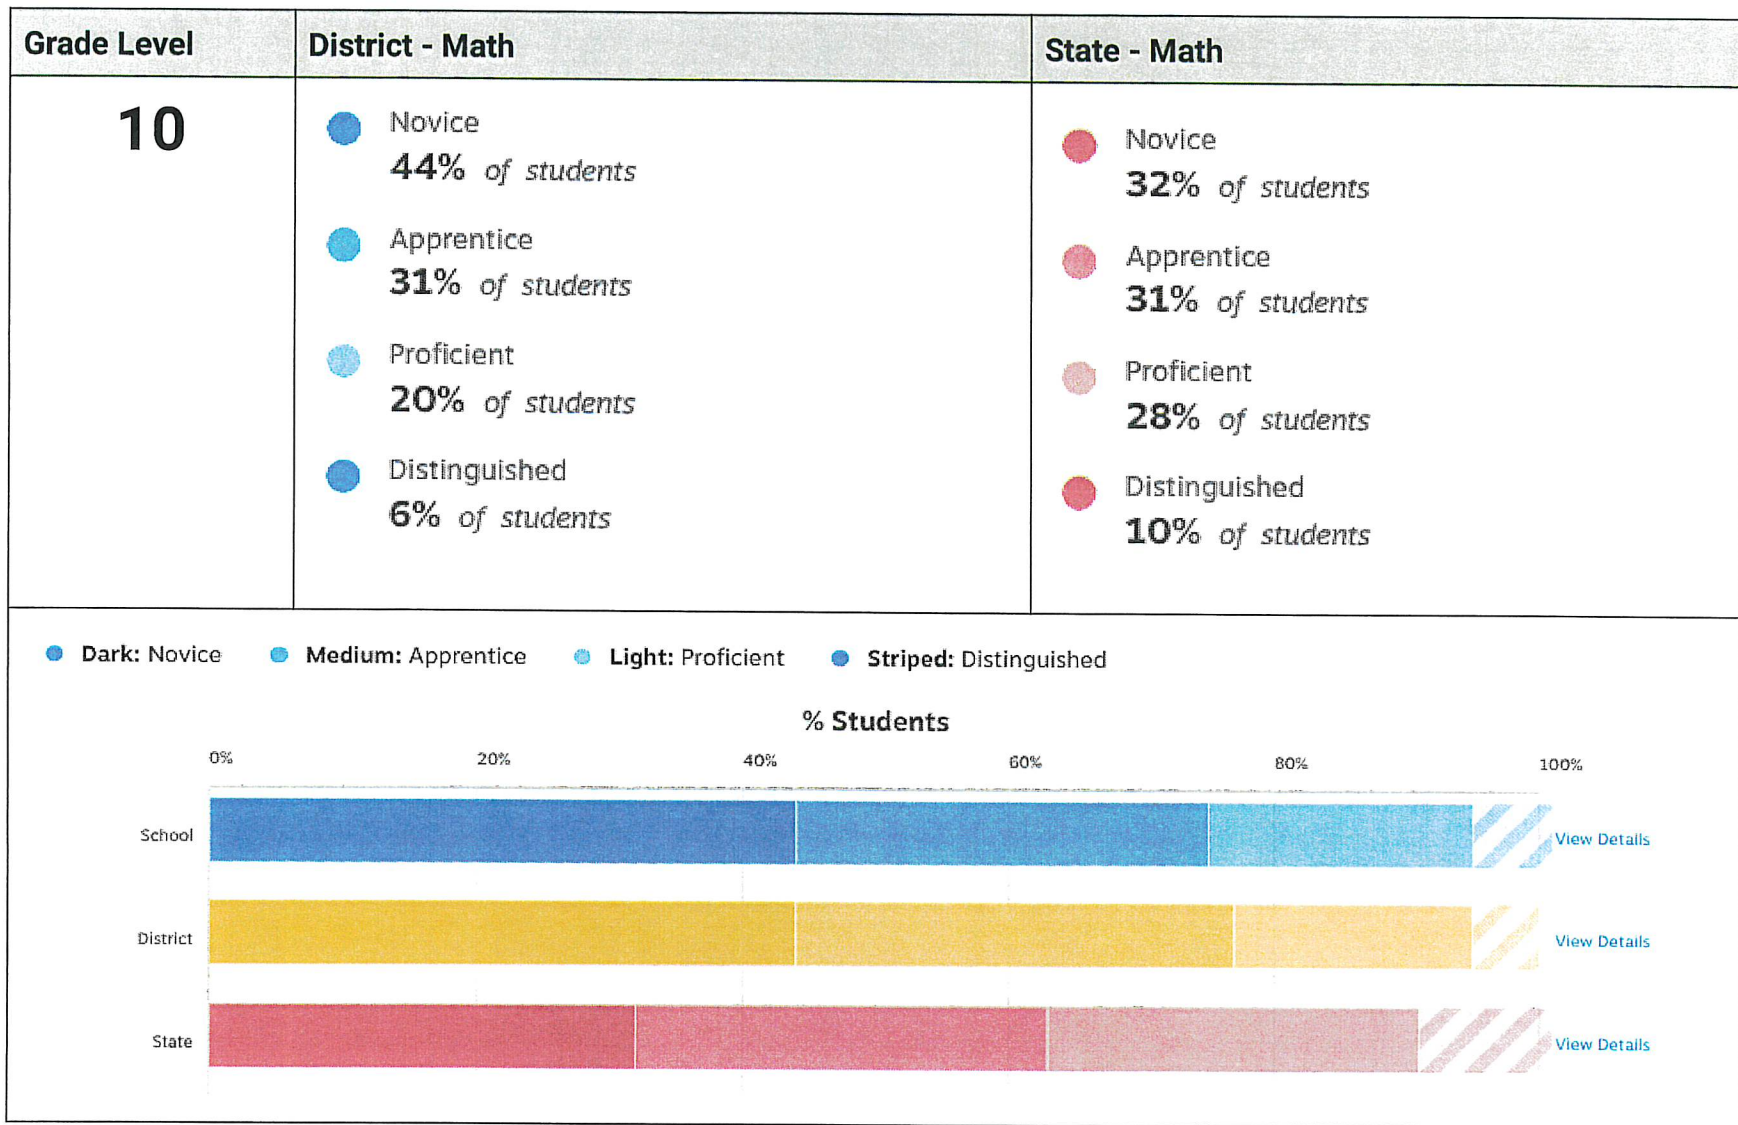 Grade Level
District - Math
State - Math
10
Novice
44% of students
Apprentice
31% of students
Proficient
20% of students
Distinguished
6% of students
Novice
32% of students
Apprentice
31% of students
Proficient
28% of students
Distinguished
10% of students
Dark: Novice
Medium: Apprentice
Light: Proficient
Striped: Distinguished
% Students
0% 20% 40% 60% 80% 100%
School
View Details
District
View Details
State
View Details